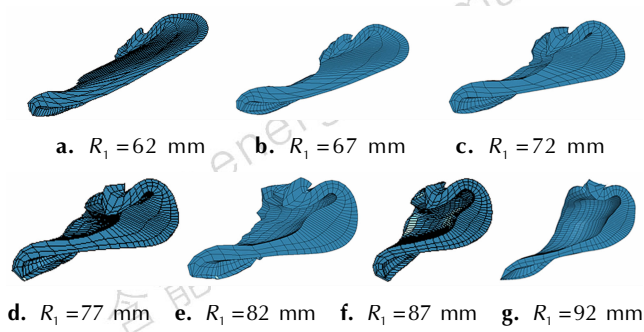 a. R₁=62 mm b. R₁=67 mm c. R₁=72 mm
d. R₁=77 mm e. R₁=82 mm f. R₁=87 mm g. R₁=92 mm